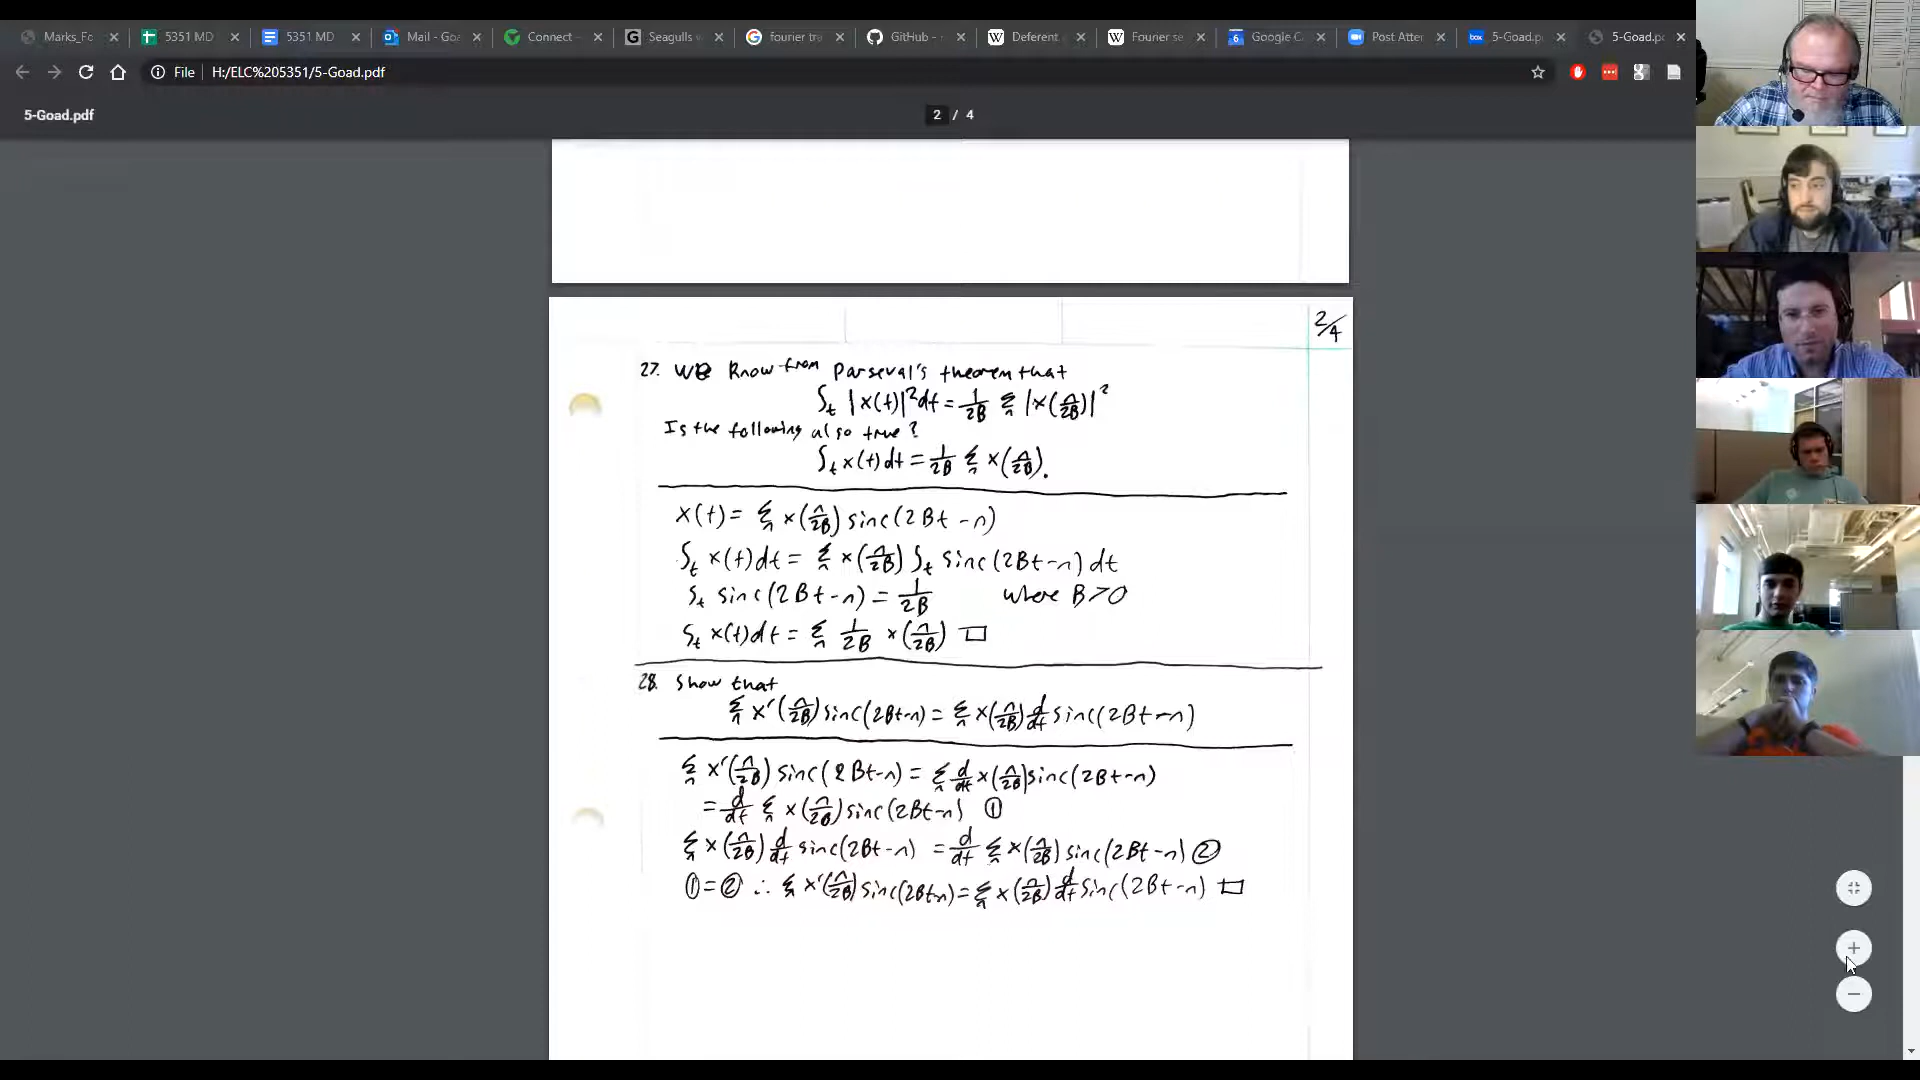 Marks_Fo
5351 MD
5351 MD
Mail - Goa
Connect -
Seagulls
fourier tra
GitHub -
Deferent
Fourier se
Google C
Post Atter
5-Goad.p
5-Goad.p
File H:/ELC%205351/5-Goad.pdf
5-Goad.pdf
2 / 4
2/4
27. We know from Parseval's theorem that
∫t |x(t)|² dt = 1/2B Σn |x(n/2B)|²
Is the following also true?
∫t x(t) dt = 1/2B Σn x(n/2B).
x(t) = Σn x(n/2B) sinc(2Bt-n)
∫t x(t) dt = Σn x(n/2B) ∫t sinc(2Bt-n) dt
∫t sinc(2Bt-n) = 1/2B where B>0
∫t x(t) dt = Σn 1/2B x(n/2B) □
28. Show that
Σn x'(n/2B) sinc(2Bt-n) = Σn x(n/2B) d/dt sinc(2Bt-n)
Σn x'(n/2B) sinc(2Bt-n) = Σn d/dt x(n/2B) sinc(2Bt-n)
= d/dt Σn x(n/2B) sinc(2Bt-n) ①
Σn x(n/2B) d/dt sinc(2Bt-n) = d/dt Σn x(n/2B) sinc(2Bt-n) ②
①=② ∴ Σn x'(n/2B) sinc(2Bt-n) = Σn x(n/2B) d/dt sinc(2Bt-n) □